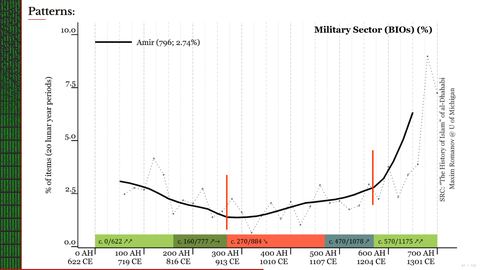 Patterns:
Military Sector (BIOs) (%)
Amir (796; 2.74%)
10.0
7.5
5.0
2.5
0.0
% of items (20 lunar year periods)
c. 0/622 ↗↗
c. 160/777 ↗→
c. 270/884 ↘
c. 470/1078 ↗
c. 570/1175 ↗↗
0 AH
100 AH
200 AH
300 AH
400 AH
500 AH
600 AH
700 AH
622 CE
719 CE
816 CE
913 CE
1010 CE
1107 CE
1204 CE
1301 CE
SRC: "The History of Islam" of al-Dhahabi
Maxim Romanov @ U of Michigan